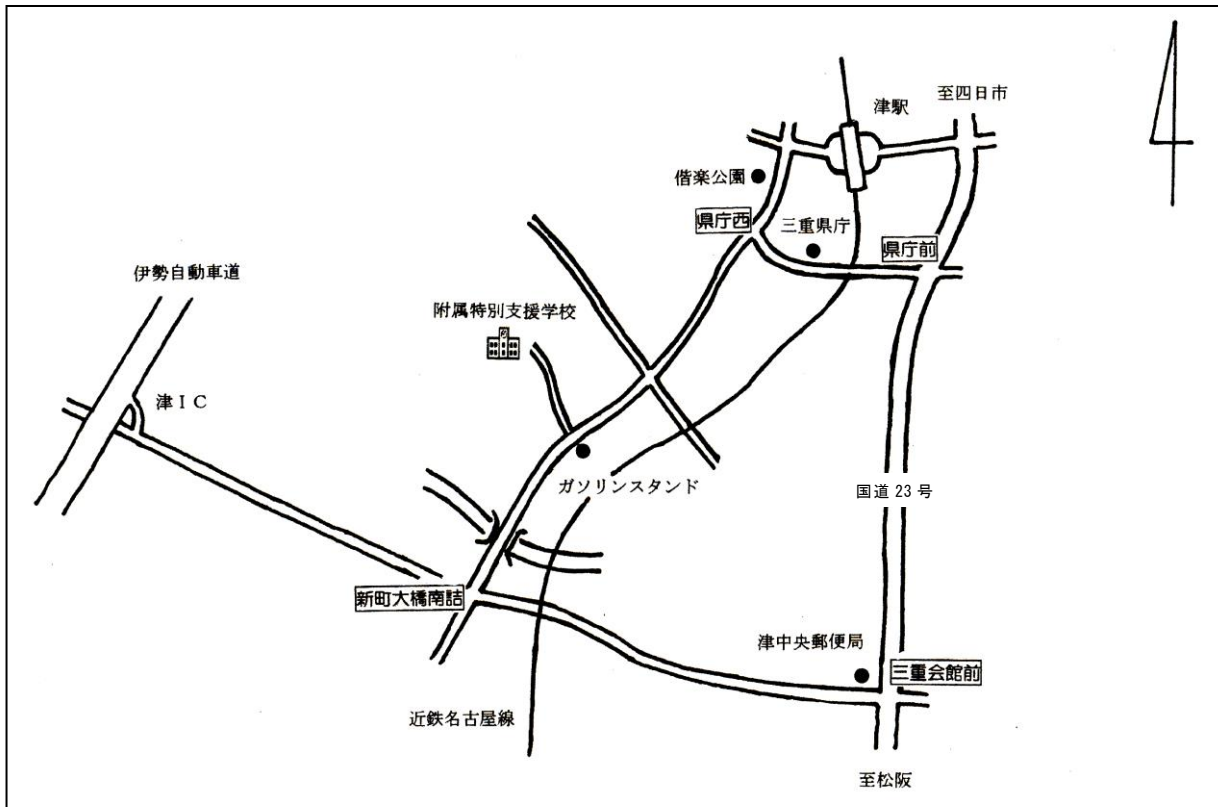 至四日市
津駅
偕楽公園
県庁西
三重県庁
県庁前
伊勢自動車道
附属特別支援学校
津ＩＣ
ガソリンスタンド
国道 23 号
新町大橋南詰
津中央郵便局
三重会館前
近鉄名古屋線
至松阪